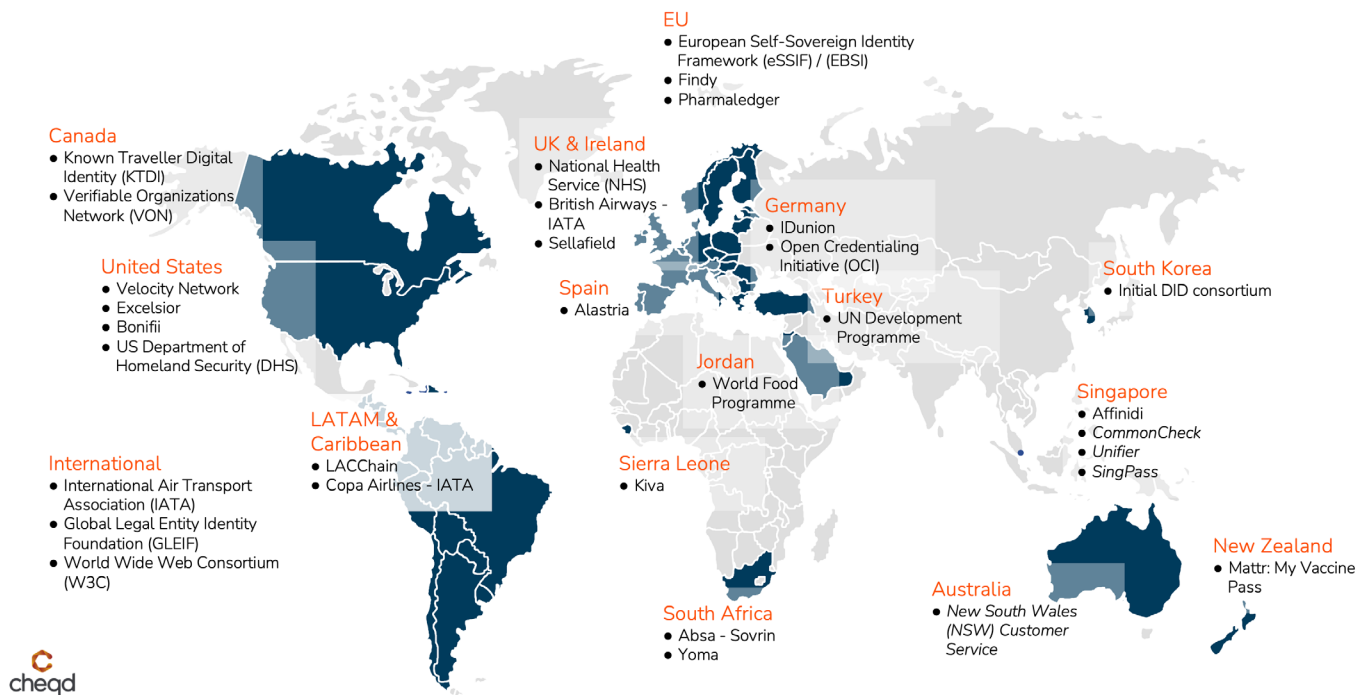 EU
● European Self-Sovereign Identity
Framework (eSSIF) / (EBSI)
● Findy
● Pharmaledger
Canada
● Known Traveller Digital
Identity (KTDI)
● Verifiable Organizations
Network (VON)
UK & Ireland
● National Health
Service (NHS)
● British Airways -
IATA
● Sellafield
Germany
● IDunion
● Open Credentialing
Initiative (OCI)
United States
● Velocity Network
● Excelsior
● Bonifii
● US Department of
Homeland Security (DHS)
Spain
● Alastria
Turkey
● UN Development
Programme
South Korea
● Initial DID consortium
Jordan
● World Food
Programme
Singapore
● Affinidi
● CommonCheck
● Unifier
● SingPass
LATAM &
Caribbean
● LACChain
● Copa Airlines - IATA
International
● International Air Transport
Association (IATA)
● Global Legal Entity Identity
Foundation (GLEIF)
● World Wide Web Consortium
(W3C)
Sierra Leone
● Kiva
South Africa
● Absa - Sovrin
● Yoma
Australia
● New South Wales
(NSW) Customer
Service
New Zealand
● Mattr: My Vaccine
Pass
cheqd